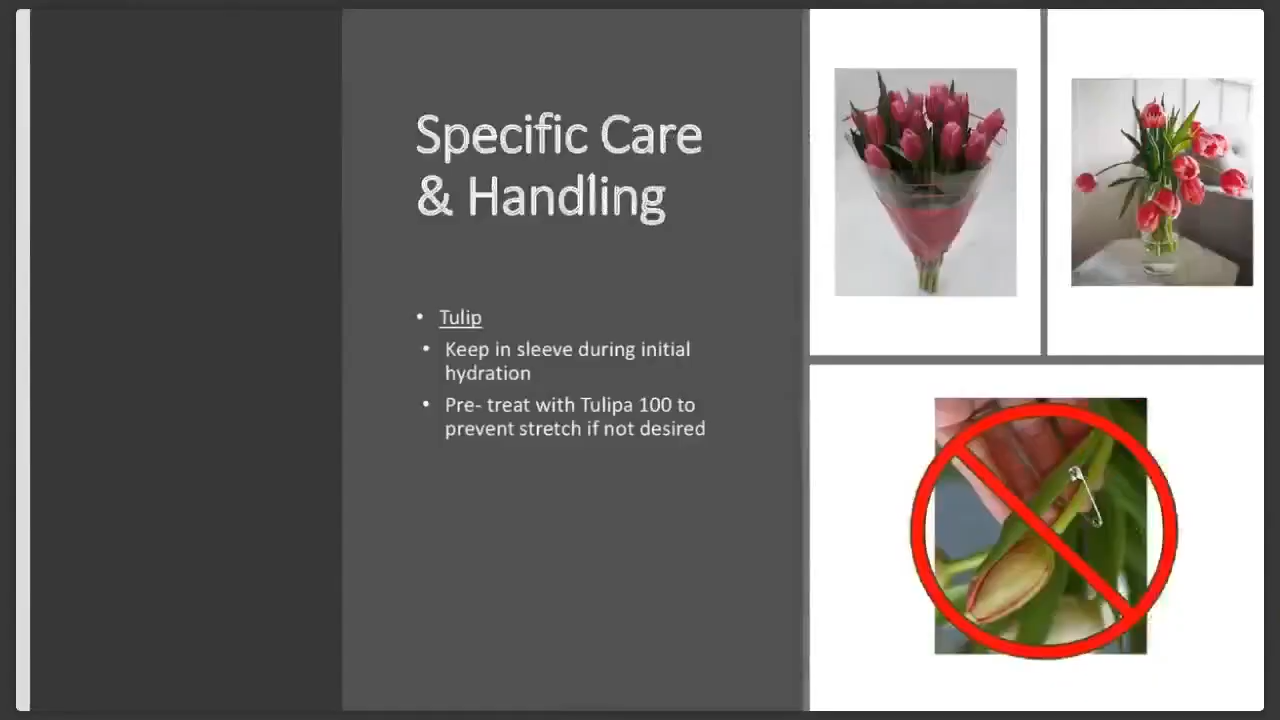 Specific Care
& Handling
• Tulip
• Keep in sleeve during initial
hydration
• Pre- treat with Tulipa 100 to
prevent stretch if not desired